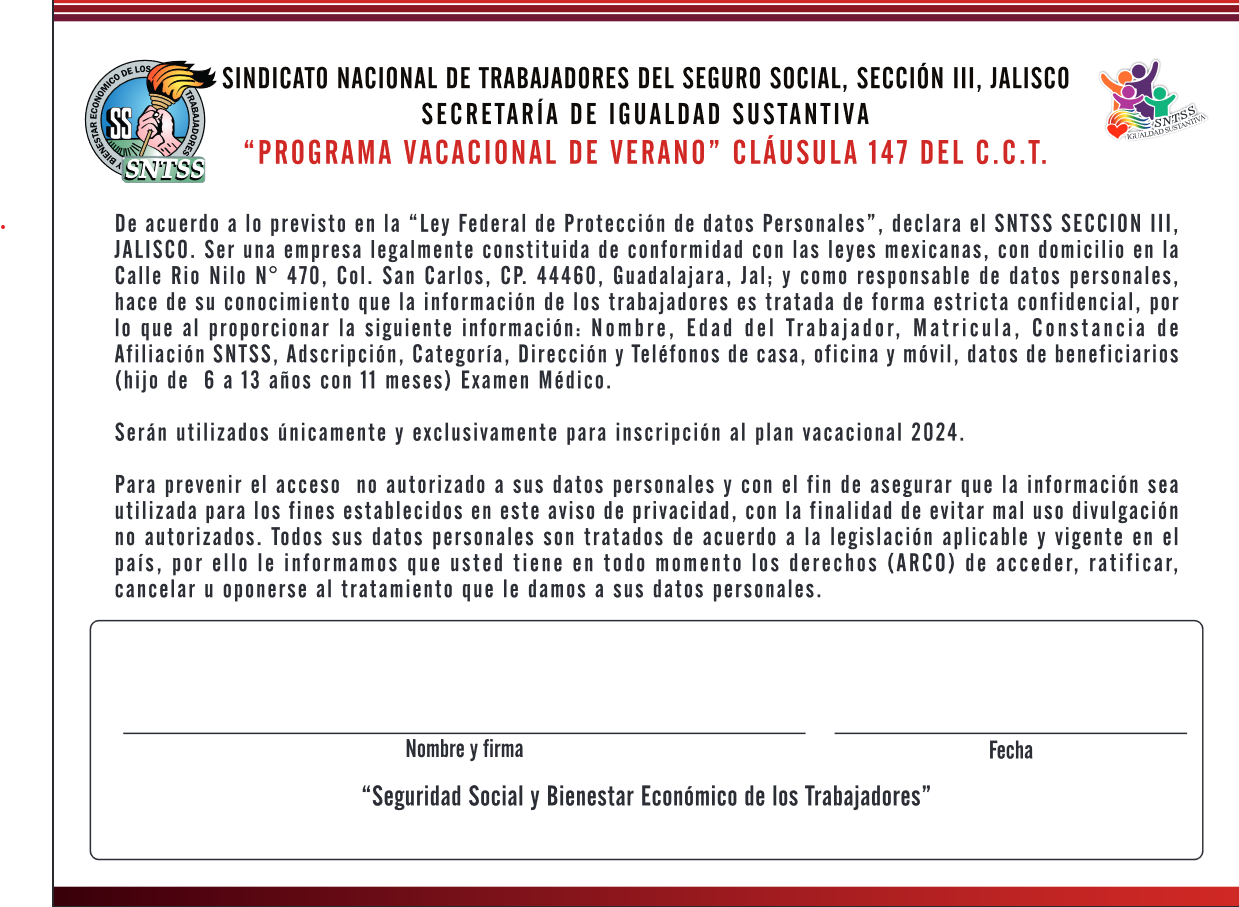 BIENESTAR ECONOMICO DE LOS TRABAJADORES
SS
SNTSS
SINDICATO NACIONAL DE TRABAJADORES DEL SEGURO SOCIAL, SECCIÓN III, JALISCO
SECRETARÍA DE IGUALDAD SUSTANTIVA
“PROGRAMA VACACIONAL DE VERANO” CLÁUSULA 147 DEL C.C.T.
SNTSS
IGUALDAD SUSTANTIVA
De acuerdo a lo previsto en la “Ley Federal de Protección de datos Personales”, declara el SNTSS SECCION III,
JALISCO. Ser una empresa legalmente constituida de conformidad con las leyes mexicanas, con domicilio en la
Calle Rio Nilo N° 470, Col. San Carlos, CP. 44460, Guadalajara, Jal; y como responsable de datos personales,
hace de su conocimiento que la información de los trabajadores es tratada de forma estricta confidencial, por
lo que al proporcionar la siguiente información: Nombre, Edad del Trabajador, Matricula, Constancia de
Afiliación SNTSS, Adscripción, Categoría, Dirección y Teléfonos de casa, oficina y móvil, datos de beneficiarios
(hijo de 6 a 13 años con 11 meses) Examen Médico.
Serán utilizados únicamente y exclusivamente para inscripción al plan vacacional 2024.
Para prevenir el acceso no autorizado a sus datos personales y con el fin de asegurar que la información sea
utilizada para los fines establecidos en este aviso de privacidad, con la finalidad de evitar mal uso divulgación
no autorizados. Todos sus datos personales son tratados de acuerdo a la legislación aplicable y vigente en el
país, por ello le informamos que usted tiene en todo momento los derechos (ARCO) de acceder, ratificar,
cancelar u oponerse al tratamiento que le damos a sus datos personales.
Nombre y firma
Fecha
“Seguridad Social y Bienestar Económico de los Trabajadores”